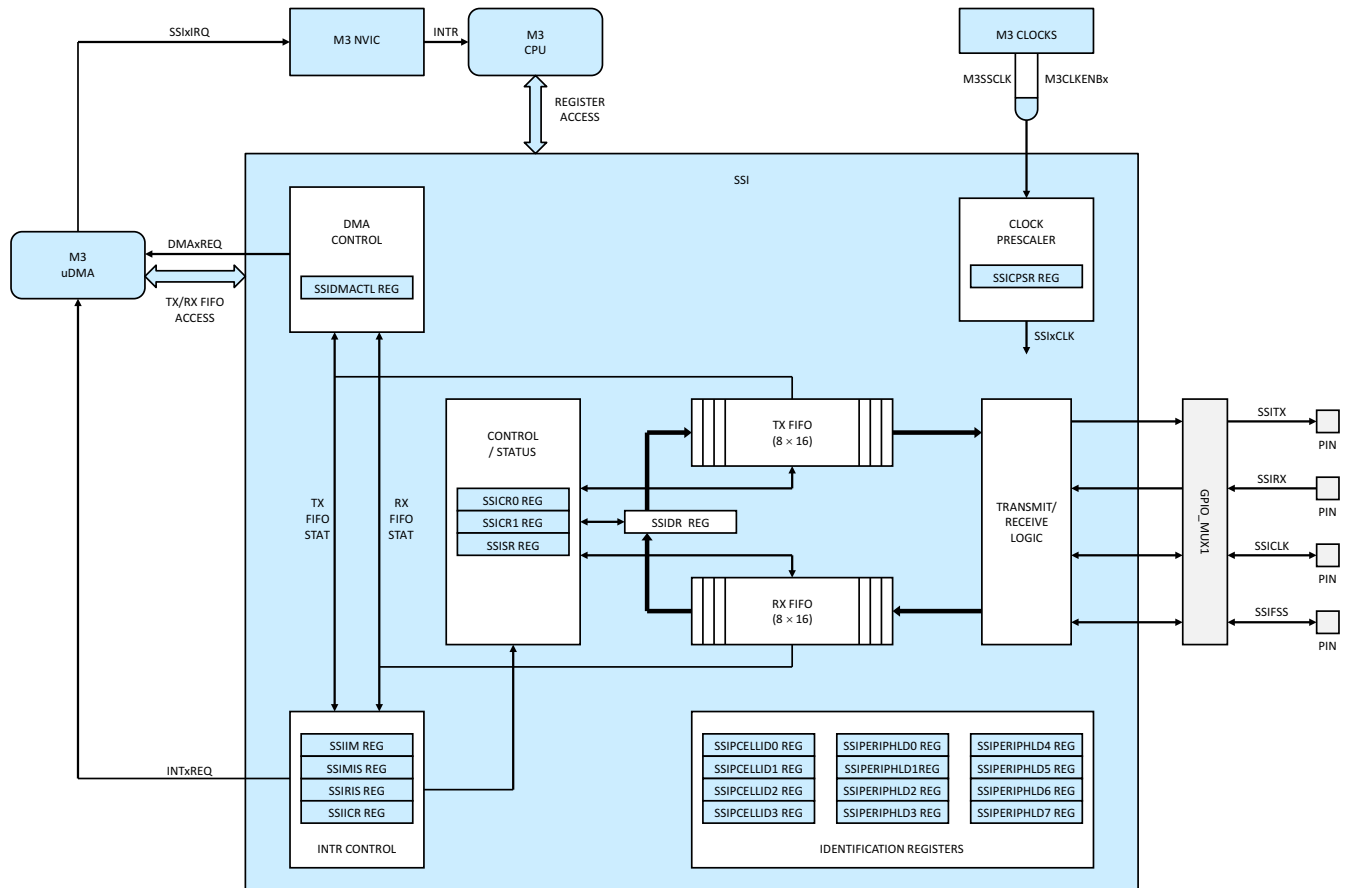 SSIxIRQ
M3 NVIC
INTR
M3
CPU
M3 CLOCKS
M3SSCLK
M3CLKENBx
REGISTER
ACCESS
SSI
DMA
CONTROL
SSIDMACTL REG
CLOCK
PRESCALER
SSICPSR REG
SSIxCLK
M3
uDMA
DMAxREQ
TX/RX FIFO
ACCESS
CONTROL
/ STATUS
SSICR0 REG
SSICR1 REG
SSISR REG
TX FIFO
(8 × 16)
SSIDR REG
RX FIFO
(8 × 16)
TX
FIFO
STAT
RX
FIFO
STAT
TRANSMIT/
RECEIVE
LOGIC
GPIO_MUX1
SSITX
PIN
SSIRX
PIN
SSICLK
PIN
SSIFSS
PIN
INTxREQ
SSIIM REG
SSIMIS REG
SSIRIS REG
SSIICR REG
INTR CONTROL
SSIPCELLID0 REG
SSIPCELLID1 REG
SSIPCELLID2 REG
SSIPCELLID3 REG
SSIPERIPHLD0 REG
SSIPERIPHLD1REG
SSIPERIPHLD2 REG
SSIPERIPHLD3 REG
SSIPERIPHLD4 REG
SSIPERIPHLD5 REG
SSIPERIPHLD6 REG
SSIPERIPHLD7 REG
IDENTIFICATION REGISTERS